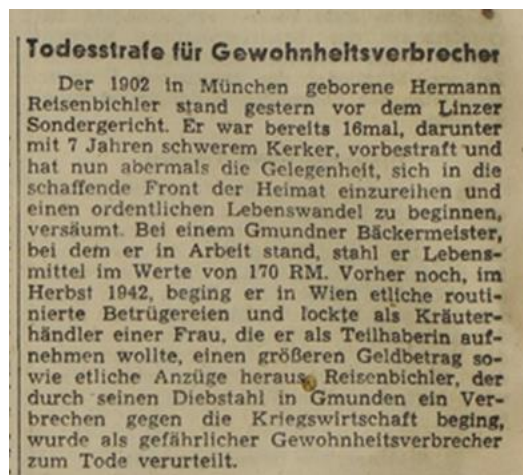 Todesstrafe für Gewohnheitsverbrecher
Der 1902 in München geborene Hermann
Reisenbichler stand gestern vor dem Linzer
Sondergericht. Er war bereits 16mal, darunter
mit 7 Jahren schwerem Kerker, vorbestraft und
hat nun abermals die Gelegenheit, sich in die
schaffende Front der Heimat einzureihen und
einen ordentlichen Lebenswandel zu beginnen,
versäumt. Bei einem Gmundner Bäckermeister,
bei dem er in Arbeit stand, stahl er Lebens-
mittel im Werte von 170 RM. Vorher noch, im
Herbst 1942, beging er in Wien etliche routi-
nierte Betrügereien und lockte als Kräuter-
händler einer Frau, die er als Teilhaberin auf-
nehmen wollte, einen größeren Geldbetrag so-
wie etliche Anzüge heraus. Reisenbichler, der
durch seinen Diebstahl in Gmunden ein Ver-
brechen gegen die Kriegswirtschaft beging,
wurde als gefährlicher Gewohnheitsverbrecher
zum Tode verurteilt.